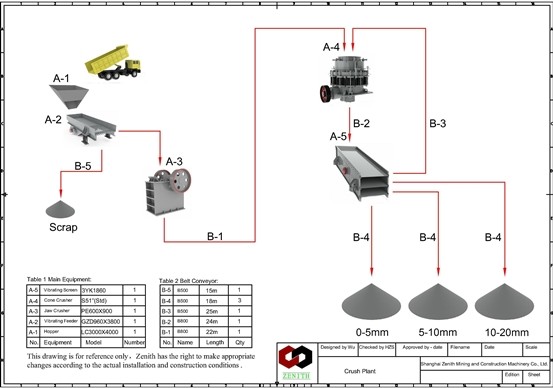 A-1
A-2
A-3
A-4
A-5
B-5
B-2
B-3
Scrap
B-1
B-4
B-4
B-4
0-5mm
5-10mm
10-20mm
Table 1 Main Equipment:
A-5 Vibrating Screen 3YK1860 1
A-4 Cone Crusher S51"(Std) 1
A-3 Jaw Crusher PE600X900 1
A-2 Vibrating Feeder GZD960X3800 1
A-1 Hopper LC3000X4000 1
No. Equipment Model Number
Table 2 Belt Conveyor:
B-5 B500 15m 1
B-4 B500 18m 3
B-3 B500 25m 1
B-2 B500 24m 1
B-1 B500 22m 1
No. Name Length Qty
This drawing is for reference only, Zenith has the right to make appropriate
changes according to the actual installation and construction conditions .
ZENITH
Designed by Wu
Checked by HZS
Approved by - date
Filename
Date
Scale
Crush Plant
Shanghai Zenith Mining and Construction Machinery Co., Ltd
Edition
Sheet